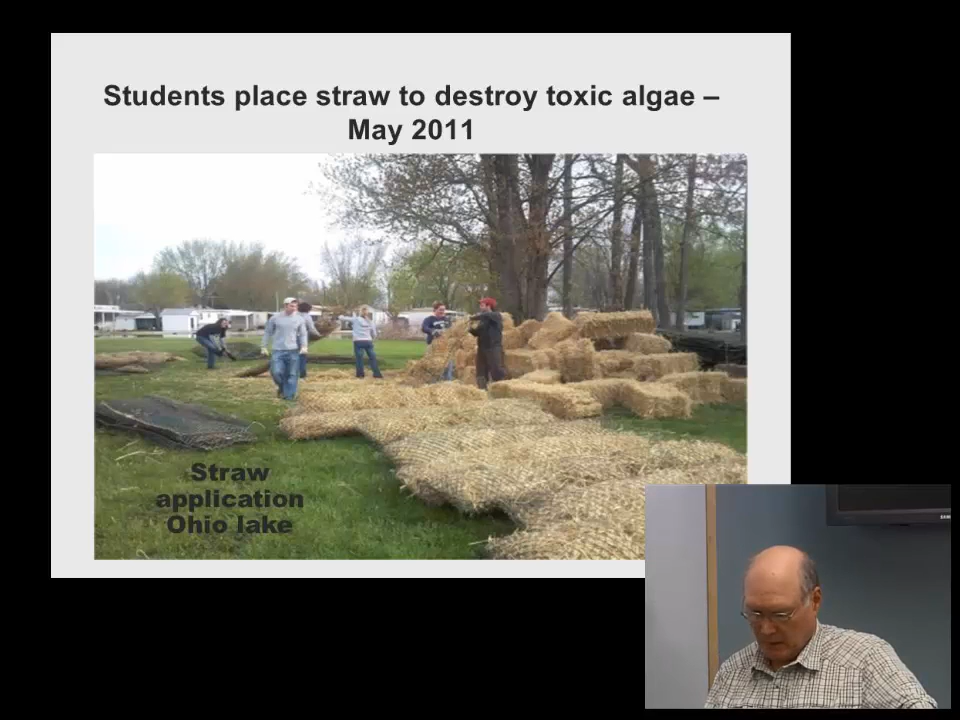 Students place straw to destroy toxic algae –
May 2011
Straw
application
Ohio lake